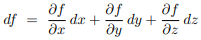 df = ∂f/∂x dx + ∂f/∂y dy + ∂f/∂z dz